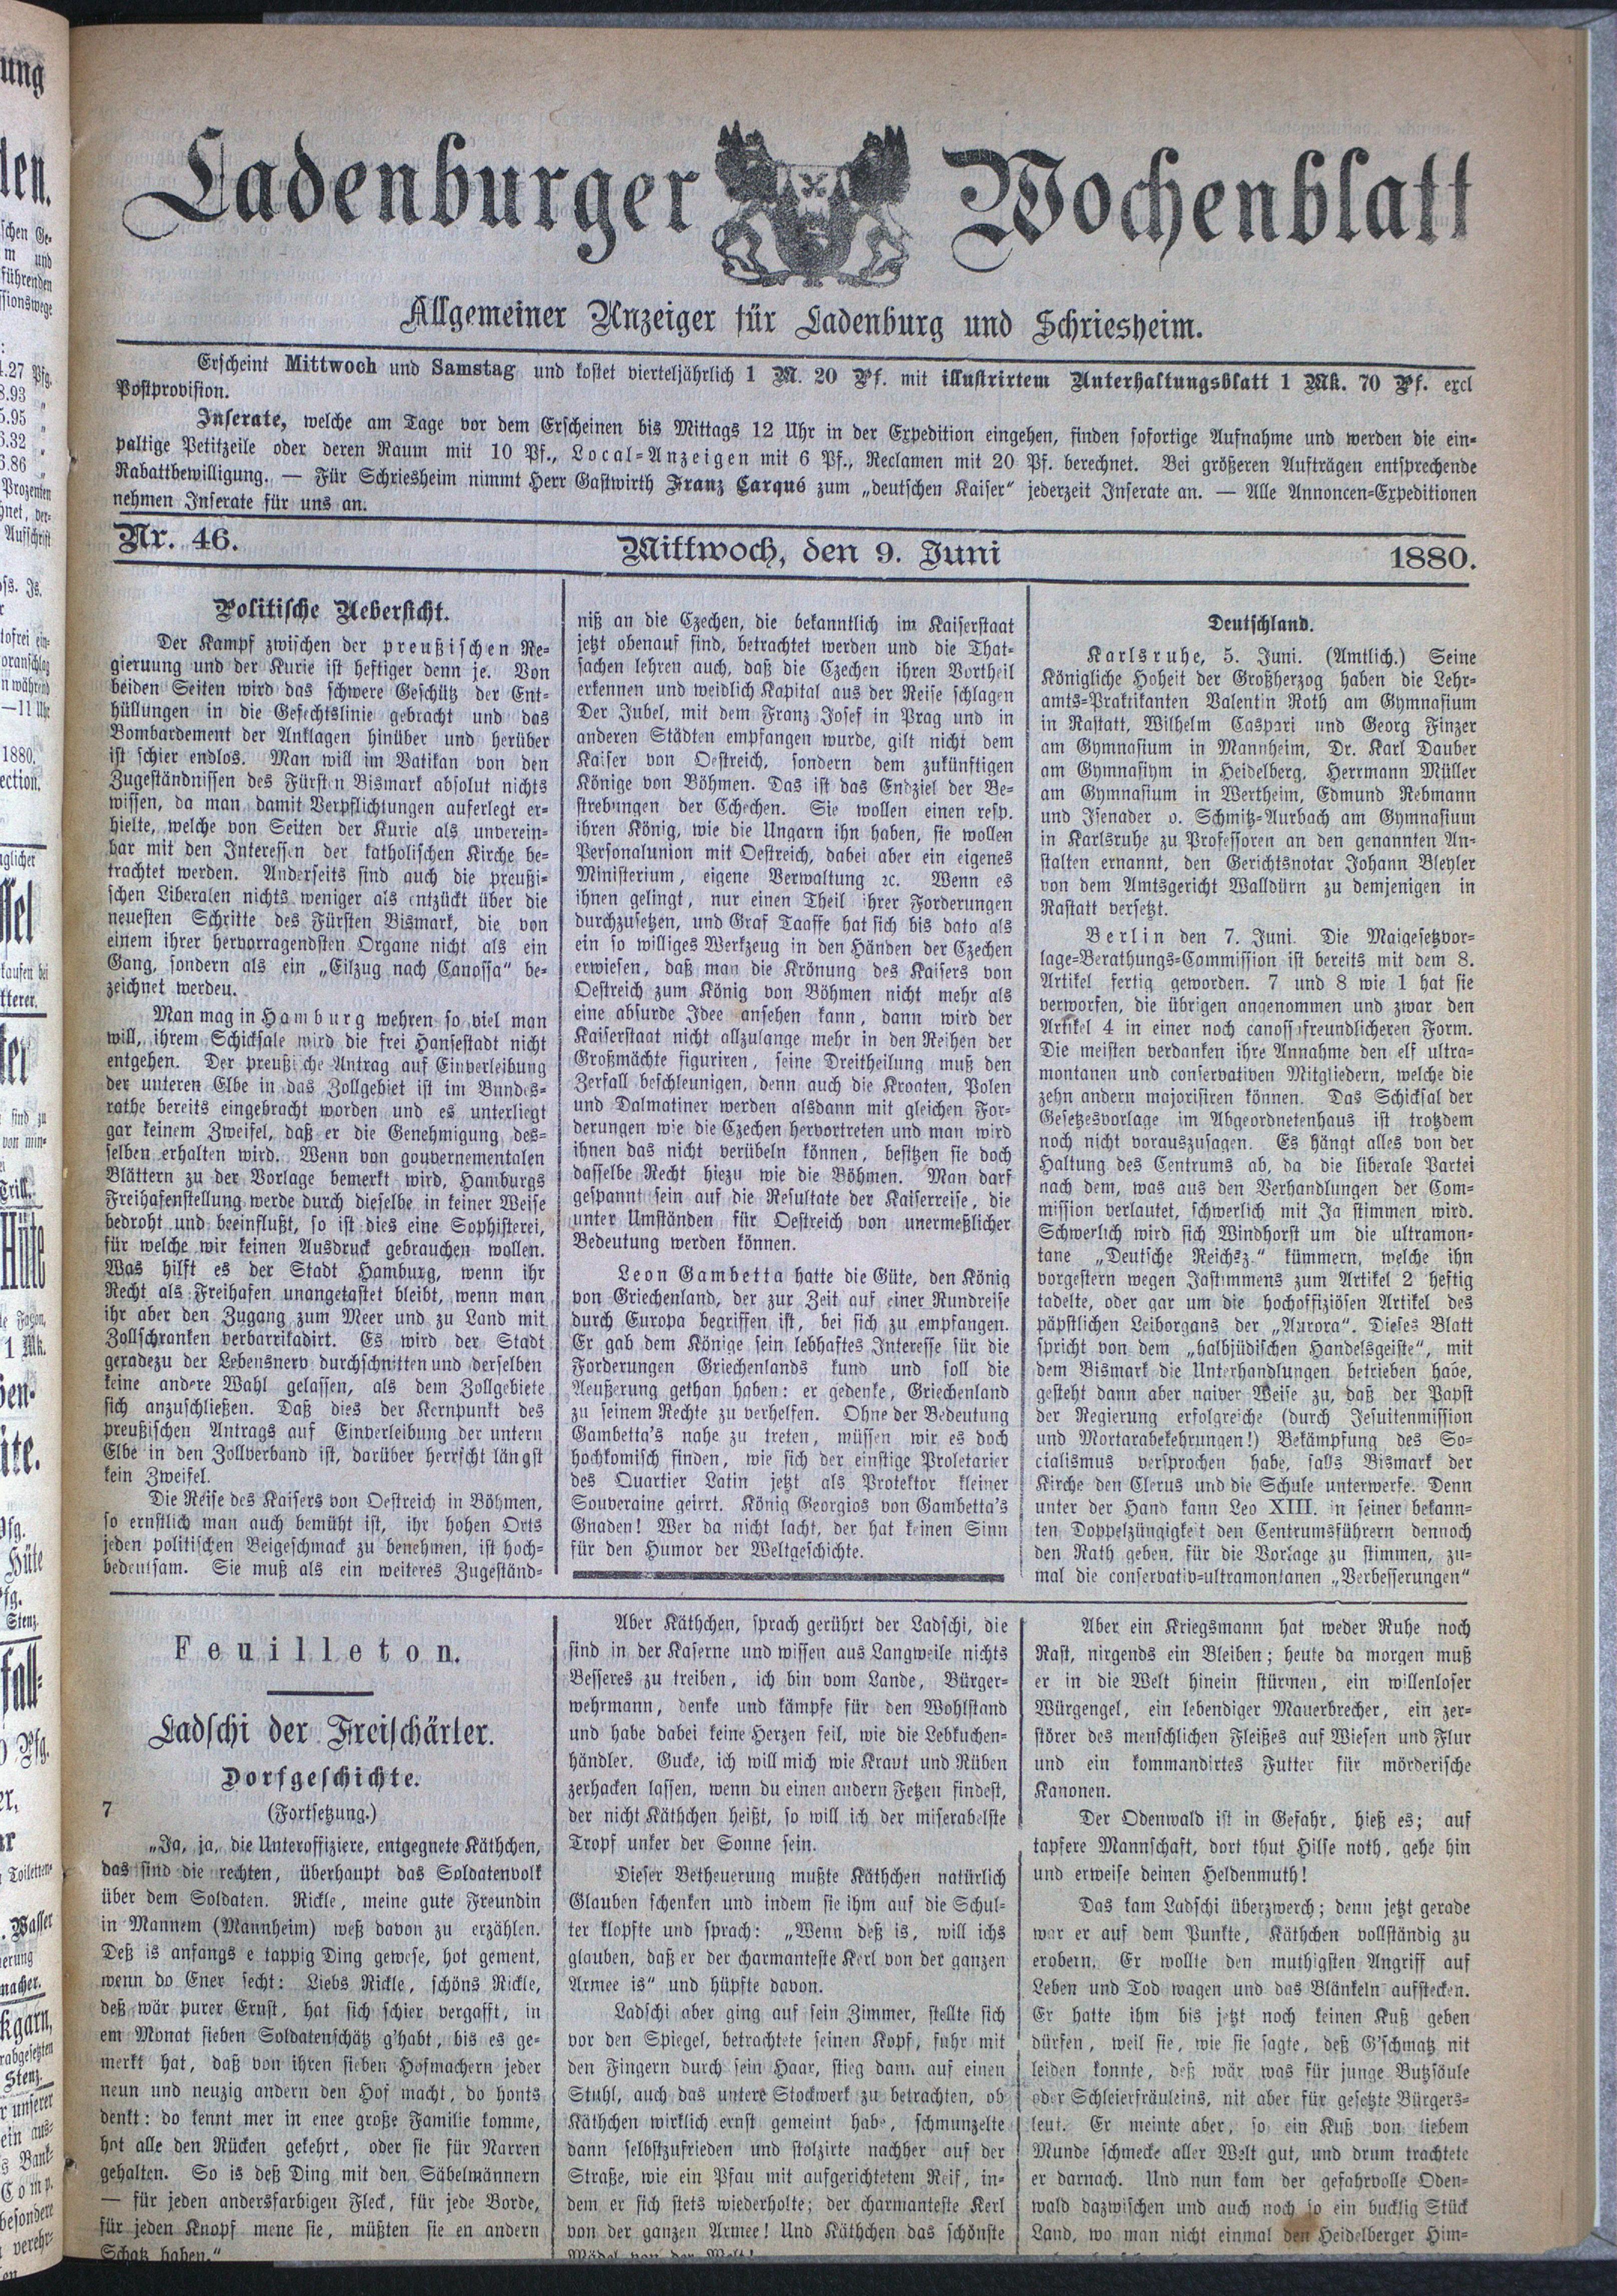 Ladenburger Wochenblatt
Allgemeiner Anzeiger für Ladenburg und Schriesheim.
Erscheint Mittwoch und Samstag und kostet vierteljährlich 1 M. 20 Pf. mit illustrirtem Unterhaltungsblatt 1 Mk. 70 Pf. excl
Postprovision.
Inserate, welche am Tage vor dem Erscheinen bis Mittags 12 Uhr in der Expedition eingehen, finden sofortige Aufnahme und werden die ein-
paltige Petitzeile oder deren Raum mit 10 Pf., Local-Anzeigen mit 6 Pf., Reclamen mit 20 Pf. berechnet. Bei größeren Aufträgen entsprechende
Rabattbewilligung. — Für Schriesheim nimmt Herr Gastwirth Franz Carqué zum „deutschen Kaiser“ jederzeit Inserate an. — Alle Annoncen-Expeditionen
nehmen Inserate für uns an.
Nr. 46. Mittwoch, den 9. Juni 1880.
Politische Uebersicht.
Der Kampf zwischen der preußischen Re-
gieruung und der Kurie ist heftiger denn je. Von
beiden Seiten wird das schwere Geschütz der Ent-
hüllungen in die Gefechtslinie gebracht und das
Bombardement der Anklagen hinüber und herüber
ist schier endlos. Man will im Vatikan von den
Zugeständnissen des Fürsten Bismark absolut nichts
wissen, da man damit Verpflichtungen auferlegt er-
hielte, welche von Seiten der Kurie als unverein-
bar mit den Interessen der katholischen Kirche be-
trachtet werden. Anderseits sind auch die preußi-
schen Liberalen nichts weniger als entzückt über die
neuesten Schritte des Fürsten Bismark, die von
einem ihrer hervorragendsten Organe nicht als ein
Gang, sondern als ein „Eilzug nach Canossa“ be-
zeichnet werdeu.
Man mag in Hamburg wehren so viel man
will, ihrem Schicksale wird die frei Hansestadt nicht
entgehen. Der preußische Antrag auf Einverleibung
der unteren Elbe in das Zollgebiet ist im Bundes-
rathe bereits eingebracht worden und es unterliegt
gar keinem Zweifel, daß er die Genehmigung des-
selben erhalten wird. Wenn von gouvernementalen
Blättern zu der Vorlage bemerkt wird, Hamburgs
Freihafenstellung werde durch dieselbe in keiner Weise
bedroht und beeinflußt, so ist dies eine Sophisterei,
für welche wir keinen Ausdruck gebrauchen wollen.
Was hilft es der Stadt Hamburg, wenn ihr
Recht als Freihafen unangetastet bleibt, wenn man
ihr aber den Zugang zum Meer und zu Land mit
Zollschranken verbarrikadirt. Es wird der Stadt
geradezu der Lebensnerv durchschnitten und derselben
keine andere Wahl gelassen, als dem Zollgebiete
sich anzuschließen. Daß dies der Kernpunkt des
preußischen Antrags auf Einverleibung der untern
Elbe in den Zollverband ist, darüber herrscht längst
kein Zweifel.
Die Reise des Kaisers von Oestreich in Böhmen,
so ernstlich man auch bemüht ist, ihr hohen Orts
jeden politischen Beigeschmack zu benehmen, ist hoch-
bedeutsam. Sie muß als ein weiteres Zugeständ-
niß an die Czechen, die bekanntlich im Kaiserstaat
jetzt obenauf sind, betrachtet werden und die That-
sachen lehren auch, daß die Czechen ihren Vortheil
erkennen und weidlich Kapital aus der Reise schlagen
Der Jubel, mit dem Franz Josef in Prag und in
anderen Städten empfangen wurde, gilt nicht dem
Kaiser von Oestreich, sondern dem zukünftigen
Könige von Böhmen. Das ist das Endziel der Be-
strebungen der Cchechen. Sie wollen einen resp.
ihren König, wie die Ungarn ihn haben, sie wollen
Personalunion mit Oestreich, dabei aber ein eigenes
Ministerium, eigene Verwaltung ꝛc. Wenn es
ihnen gelingt, nur einen Theil ihrer Forderungen
durchzusetzen, und Graf Taaffe hat sich bis dato als
ein so williges Werkzeug in den Händen der Czechen
erwiesen, daß man die Krönung des Kaisers von
Oestreich zum König von Böhmen nicht mehr als
eine absurde Idee ansehen kann, dann wird der
Kaiserstaat nicht allzulange mehr in den Reihen der
Großmächte figuriren, seine Dreitheilung muß den
Zerfall beschleunigen, denn auch die Kroaten, Polen
und Dalmatiner werden alsdann mit gleichen For-
derungen wie die Czechen hervortreten und man wird
ihnen das nicht verübeln können, besitzen sie doch
dasselbe Recht hiezu wie die Böhmen. Man darf
gespannt sein auf die Resultate der Kaiserreise, die
unter Umständen für Oestreich von unermeßlicher
Bedeutung werden können.
Leon Gambetta hatte die Güte, den König
von Griechenland, der zur Zeit auf einer Rundreise
durch Europa begriffen ist, bei sich zu empfangen.
Er gab dem Könige sein lebhaftes Interesse für die
Forderungen Griechenlands kund und soll die
Aeußerung gethan haben: er gedenke, Griechenland
zu seinem Rechte zu verhelfen. Ohne der Bedeutung
Gambetta's nahe zu treten, müssen wir es doch
hochkomisch finden, wie sich der einstige Proletarier
des Quartier Latin jetzt als Protektor kleiner
Souveraine geirrt. König Georgios von Gambetta's
Gnaden! Wer da nicht lacht, der hat keinen Sinn
für den Humor der Weltgeschichte.
Deutschland.
Karlsruhe, 5. Juni. (Amtlich.) Seine
Königliche Hoheit der Großherzog haben die Lehr-
amts-Praktikanten Valentin Roth am Gymnasium
in Rastatt, Wilhelm Caspari und Georg Finzer
am Gymnasium in Mannheim, Dr. Karl Dauber
am Gymnasiym in Heidelberg, Herrmann Müller
am Gymnasium in Wertheim, Edmund Rebmann
und Isenader v. Schmitz-Aurbach am Gymnasium
in Karlsruhe zu Professoren an den genannten An-
stalten ernannt, den Gerichtsnotar Johann Bleyler
von dem Amtsgericht Walldürn zu demjenigen in
Rastatt versetzt.
Berlin den 7. Juni. Die Maigesetzvor-
lage-Berathungs-Commission ist bereits mit dem 8.
Artikel fertig geworden. 7 und 8 wie 1 hat sie
verworfen, die übrigen angenommen und zwar den
Artikel 4 in einer noch canossafreundlicheren Form.
Die meisten verdanken ihre Annahme den elf ultra-
montanen und conservativen Mitgliedern, welche die
zehn andern majorisiren können. Das Schicksal der
Gesetzesvorlage im Abgeordnetenhaus ist trotzdem
noch nicht vorauszusagen. Es hängt alles von der
Haltung des Centrums ab, da die liberale Partei
nach dem, was aus den Verhandlungen der Com-
mission verlautet, schwerlich mit Ja stimmen wird.
Schwerlich wird sich Windhorst um die ultramon-
tane „Deutsche Reichsz.“ kümmern, welche ihn
vorgestern wegen Jastimmens zum Artikel 2 heftig
tadelte, oder gar um die hochoffiziösen Artikel des
päpstlichen Leiborgans der „Aurora“. Dieses Blatt
spricht von dem „halbjüdischen Handelsgeiste“, mit
dem Bismark die Unterhandlungen betrieben habe,
gesteht dann aber naiver Weise zu, daß der Papst
der Regierung erfolgreiche (durch Jesuitenmission
und Mortarabekehrungen!) Bekämpfung des So-
cialismus versprochen habe, falls Bismark der
Kirche den Clerus und die Schule unterwerfe. Denn
unter der Hand kann Leo XIII. in seiner bekann-
ten Doppelzüngigkeit den Centrumsführern dennoch
den Rath geben, für die Vorlage zu stimmen, zu-
mal die conservativ-ultramontanen „Verbesserungen“
Feuilleton.
Ladschi der Freischärler.
Dorfgeschichte.
7 (Fortsetzung.)
„Ja, ja, die Unteroffiziere, entgegnete Käthchen,
das sind die rechten, überhaupt das Soldatenvolk
über dem Soldaten. Rickle, meine gute Freundin
in Mannem (Mannheim) weß davon zu erzählen.
Deß is anfangs e tappig Ding gewese, hot gement,
wenn do Ener secht: Liebs Rickle, schöns Rickle,
deß wär purer Ernst, hat sich schier vergafft, in
em Monat sieben Soldatenschätz g'habt, bis es ge-
merkt hat, daß von ihren sieben Hofmachern jeder
neun und neuzig andern den Hof macht, do honts
denkt: do kennt mer in enee große Familie komme,
hot alle den Rücken gekehrt, oder sie für Narren
gehalten. So is deß Ding mit den Säbelmännern
— für jeden andersfarbigen Fleck, für jede Borde,
für jeden Knopf mene sie, müßten sie en andern
Schatz haben.“
Aber Käthchen, sprach gerührt der Ladschi, die
sind in der Kaserne und wissen aus Langweile nichts
Besseres zu treiben, ich bin vom Lande, Bürger-
wehrmann, denke und kämpfe für den Wohlstand
und habe dabei keine Herzen feil, wie die Lebkuchen-
händler. Gucke, ich will mich wie Kraut und Rüben
zerhacken lassen, wenn du einen andern Fetzen findest,
der nicht Käthchen heißt, so will ich der miserabelste
Tropf unker der Sonne sein.
Dieser Betheuerung mußte Käthchen natürlich
Glauben schenken und indem sie ihm auf die Schul-
ter klopfte und sprach: „Wenn deß is, will ichs
glauben, daß er der charmanteste Kerl von der ganzen
Armee is“ und hüpfte davon.
Ladschi aber ging auf sein Zimmer, stellte sich
vor den Spiegel, betrachtete seinen Kopf, fuhr mit
den Fingern durch sein Haar, stieg dann auf einen
Stuhl, auch das untere Stockwerk zu betrachten, ob
Käthchen wirklich ernst gemeint habe, schmunzelte
dann selbstzufrieden und stolzirte nachher auf der
Straße, wie ein Pfau mit aufgerichtetem Reif, in-
dem er sich stets wiederholte; der charmanteste Kerl
von der ganzen Armee! Und Käthchen das schönste
Mädel von der Welt!
Aber ein Kriegsmann hat weder Ruhe noch
Rast, nirgends ein Bleiben; heute da morgen muß
er in die Welt hinein stürmen, ein willenloser
Würgengel, ein lebendiger Mauerbrecher, ein zer-
störer des menschlichen Fleißes auf Wiesen und Flur
und ein kommandirtes Futter für mörderische
Kanonen.
Der Odenwald ist in Gefahr, hieß es; auf
tapfere Mannschaft, dort thut Hilfe noth, gehe hin
und erweise deinen Heldenmuth!
Das kam Ladschi überzwerch; denn jetzt gerade
war er auf dem Punkte, Käthchen vollständig zu
erobern. Er wollte den muthigsten Angriff auf
Leben und Tod wagen und das Blänkeln aufstecken.
Er hatte ihm bis jetzt noch keinen Kuß geben
dürfen, weil sie, wie sie sagte, deß G'schmatz nit
leiden konnte, deß wär was für junge Butzsäule
oder Schleierfräuleins, nit aber für gesetzte Bürgers-
leut. Er meinte aber, so ein Kuß von liebem
Munde schmecke aller Welt gut, und drum trachtete
er darnach. Und nun kam der gefahrvolle Oden-
wald dazwischen und auch noch so ein bucklig Stück
Land, wo man nicht einmal den Heidelberger Him-